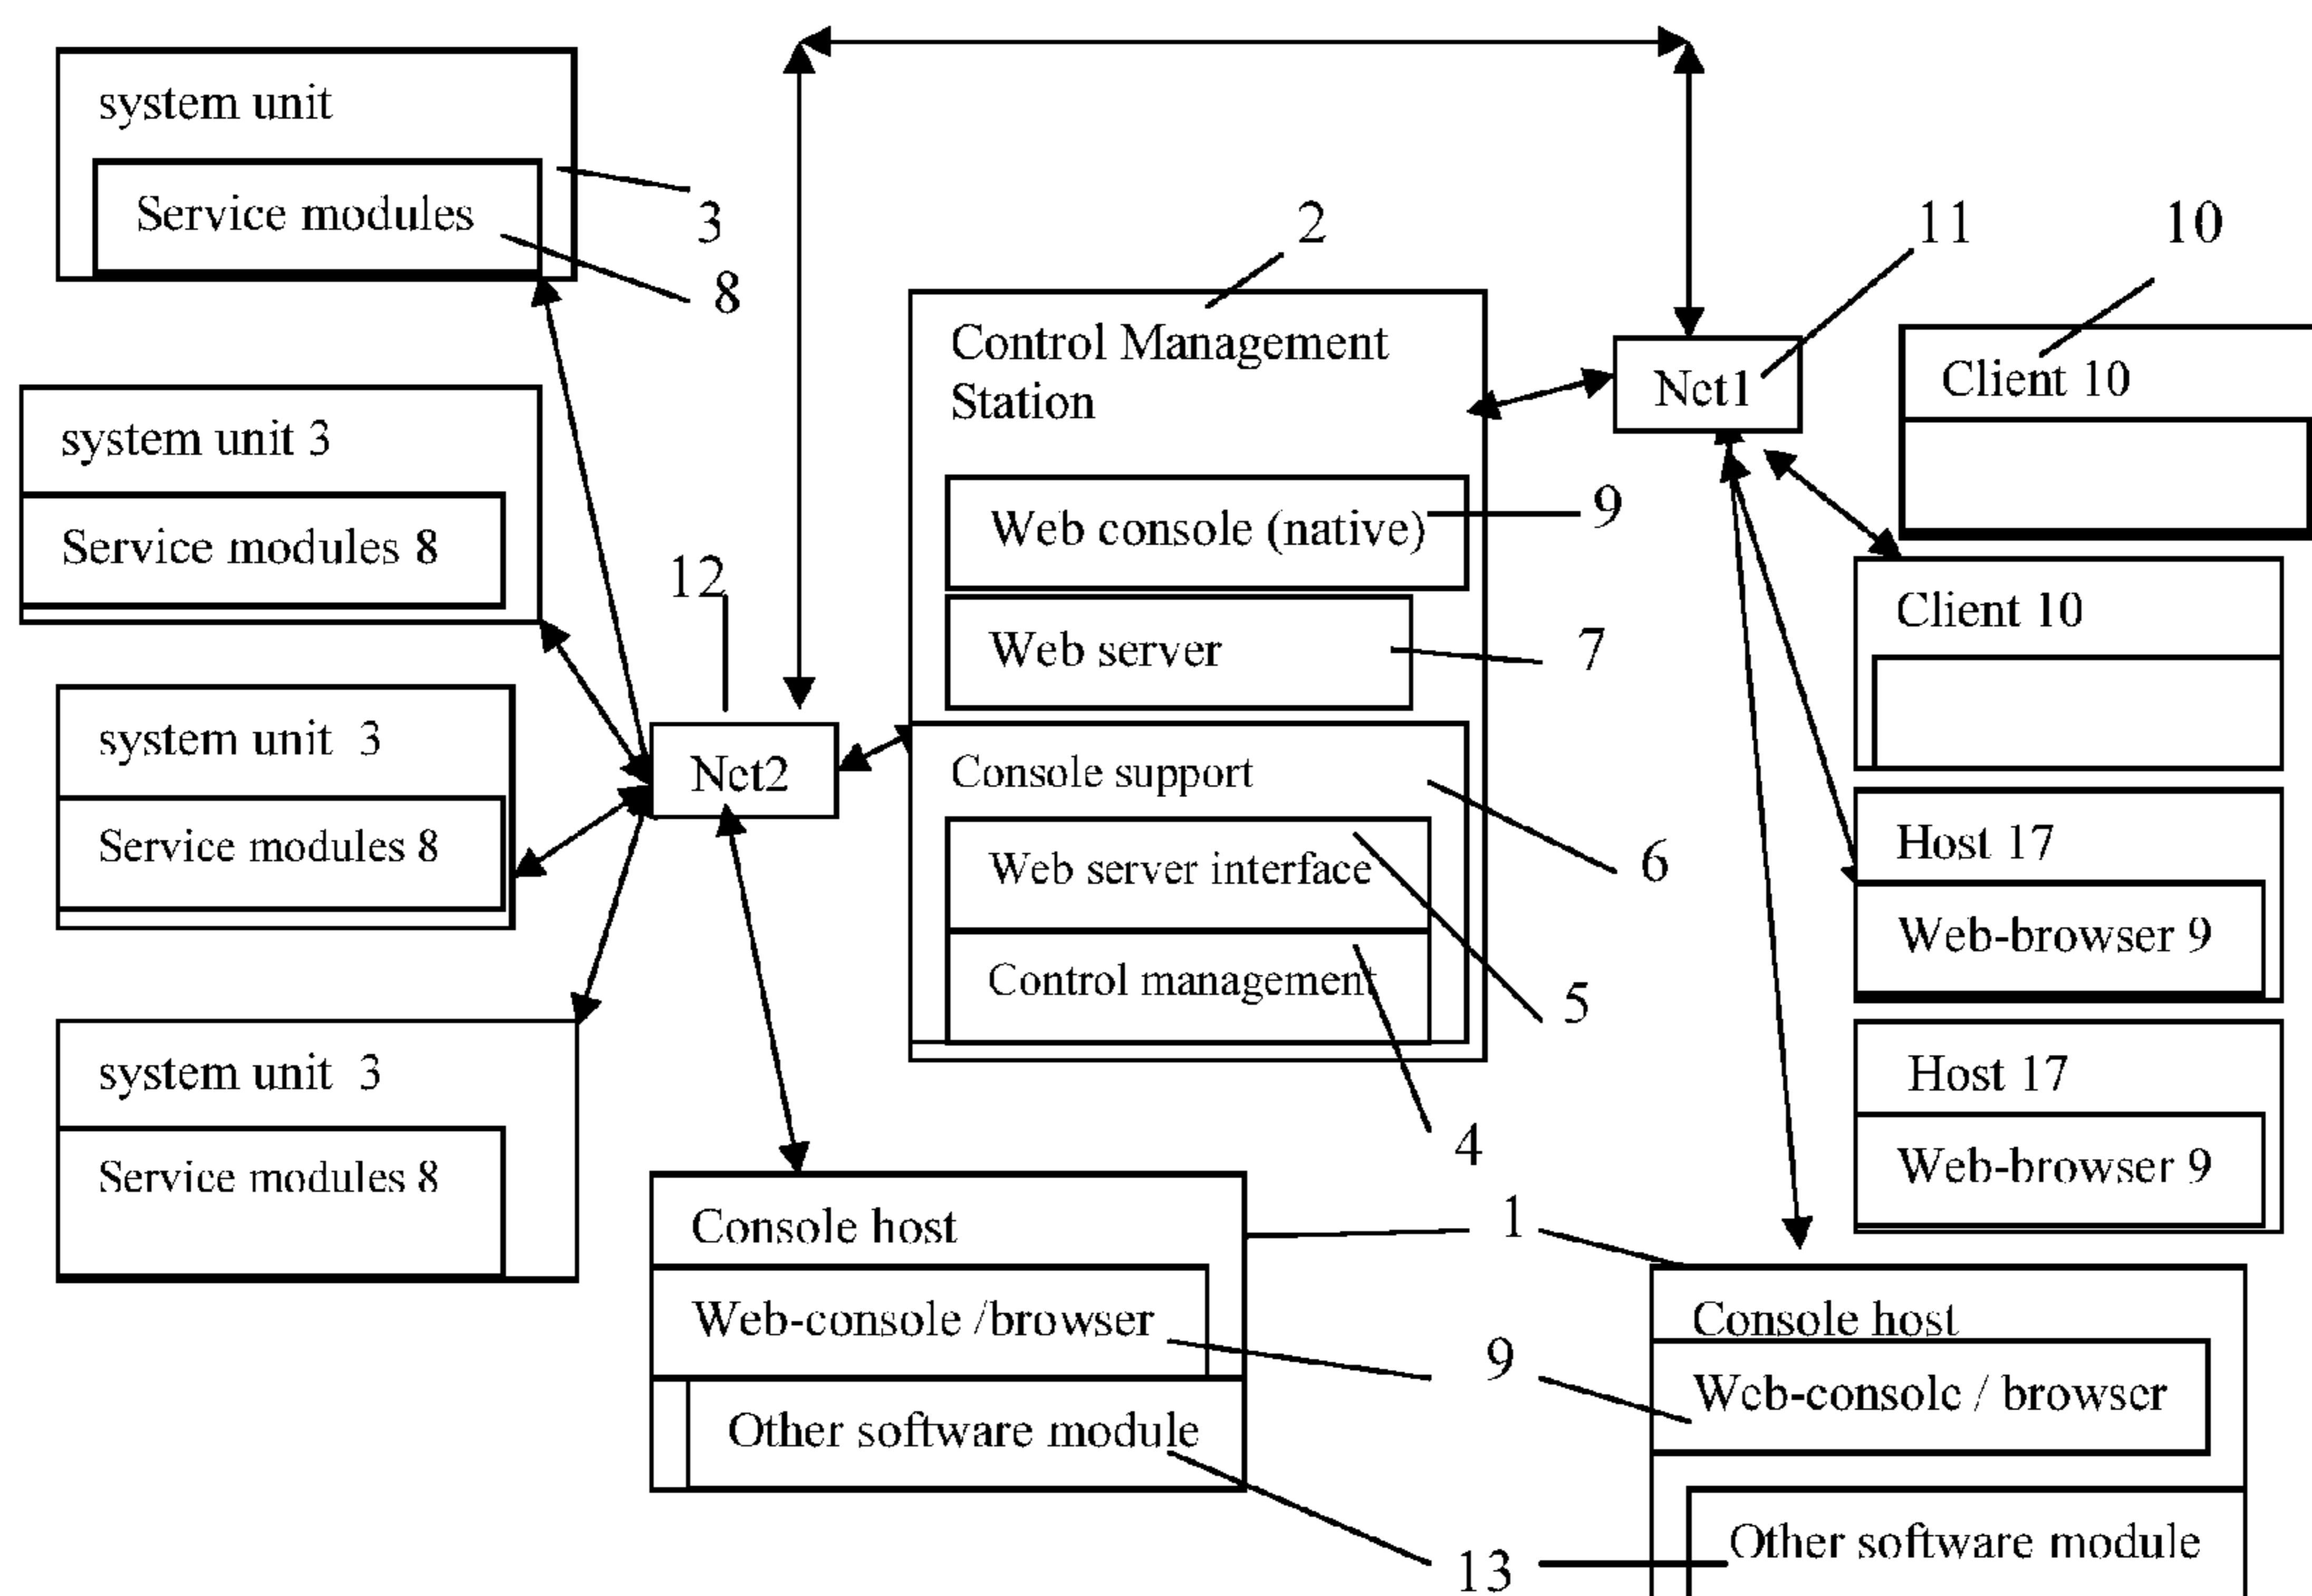 system unit
Service modules
3
8
2
11
10
Control Management
Station
Net1
Client 10
system unit 3
Service modules 8
Web console (native)
9
12
Client 10
Web server
7
system unit 3
Service modules 8
Net2
Console support
6
Host 17
Web-browser 9
Web server interface
Control management
5
4
system unit 3
Service modules 8
Host 17
Web-browser 9
Console host
1
Web-console /browser
9
Other software module
13
Console host
Web-console / browser
Other software module